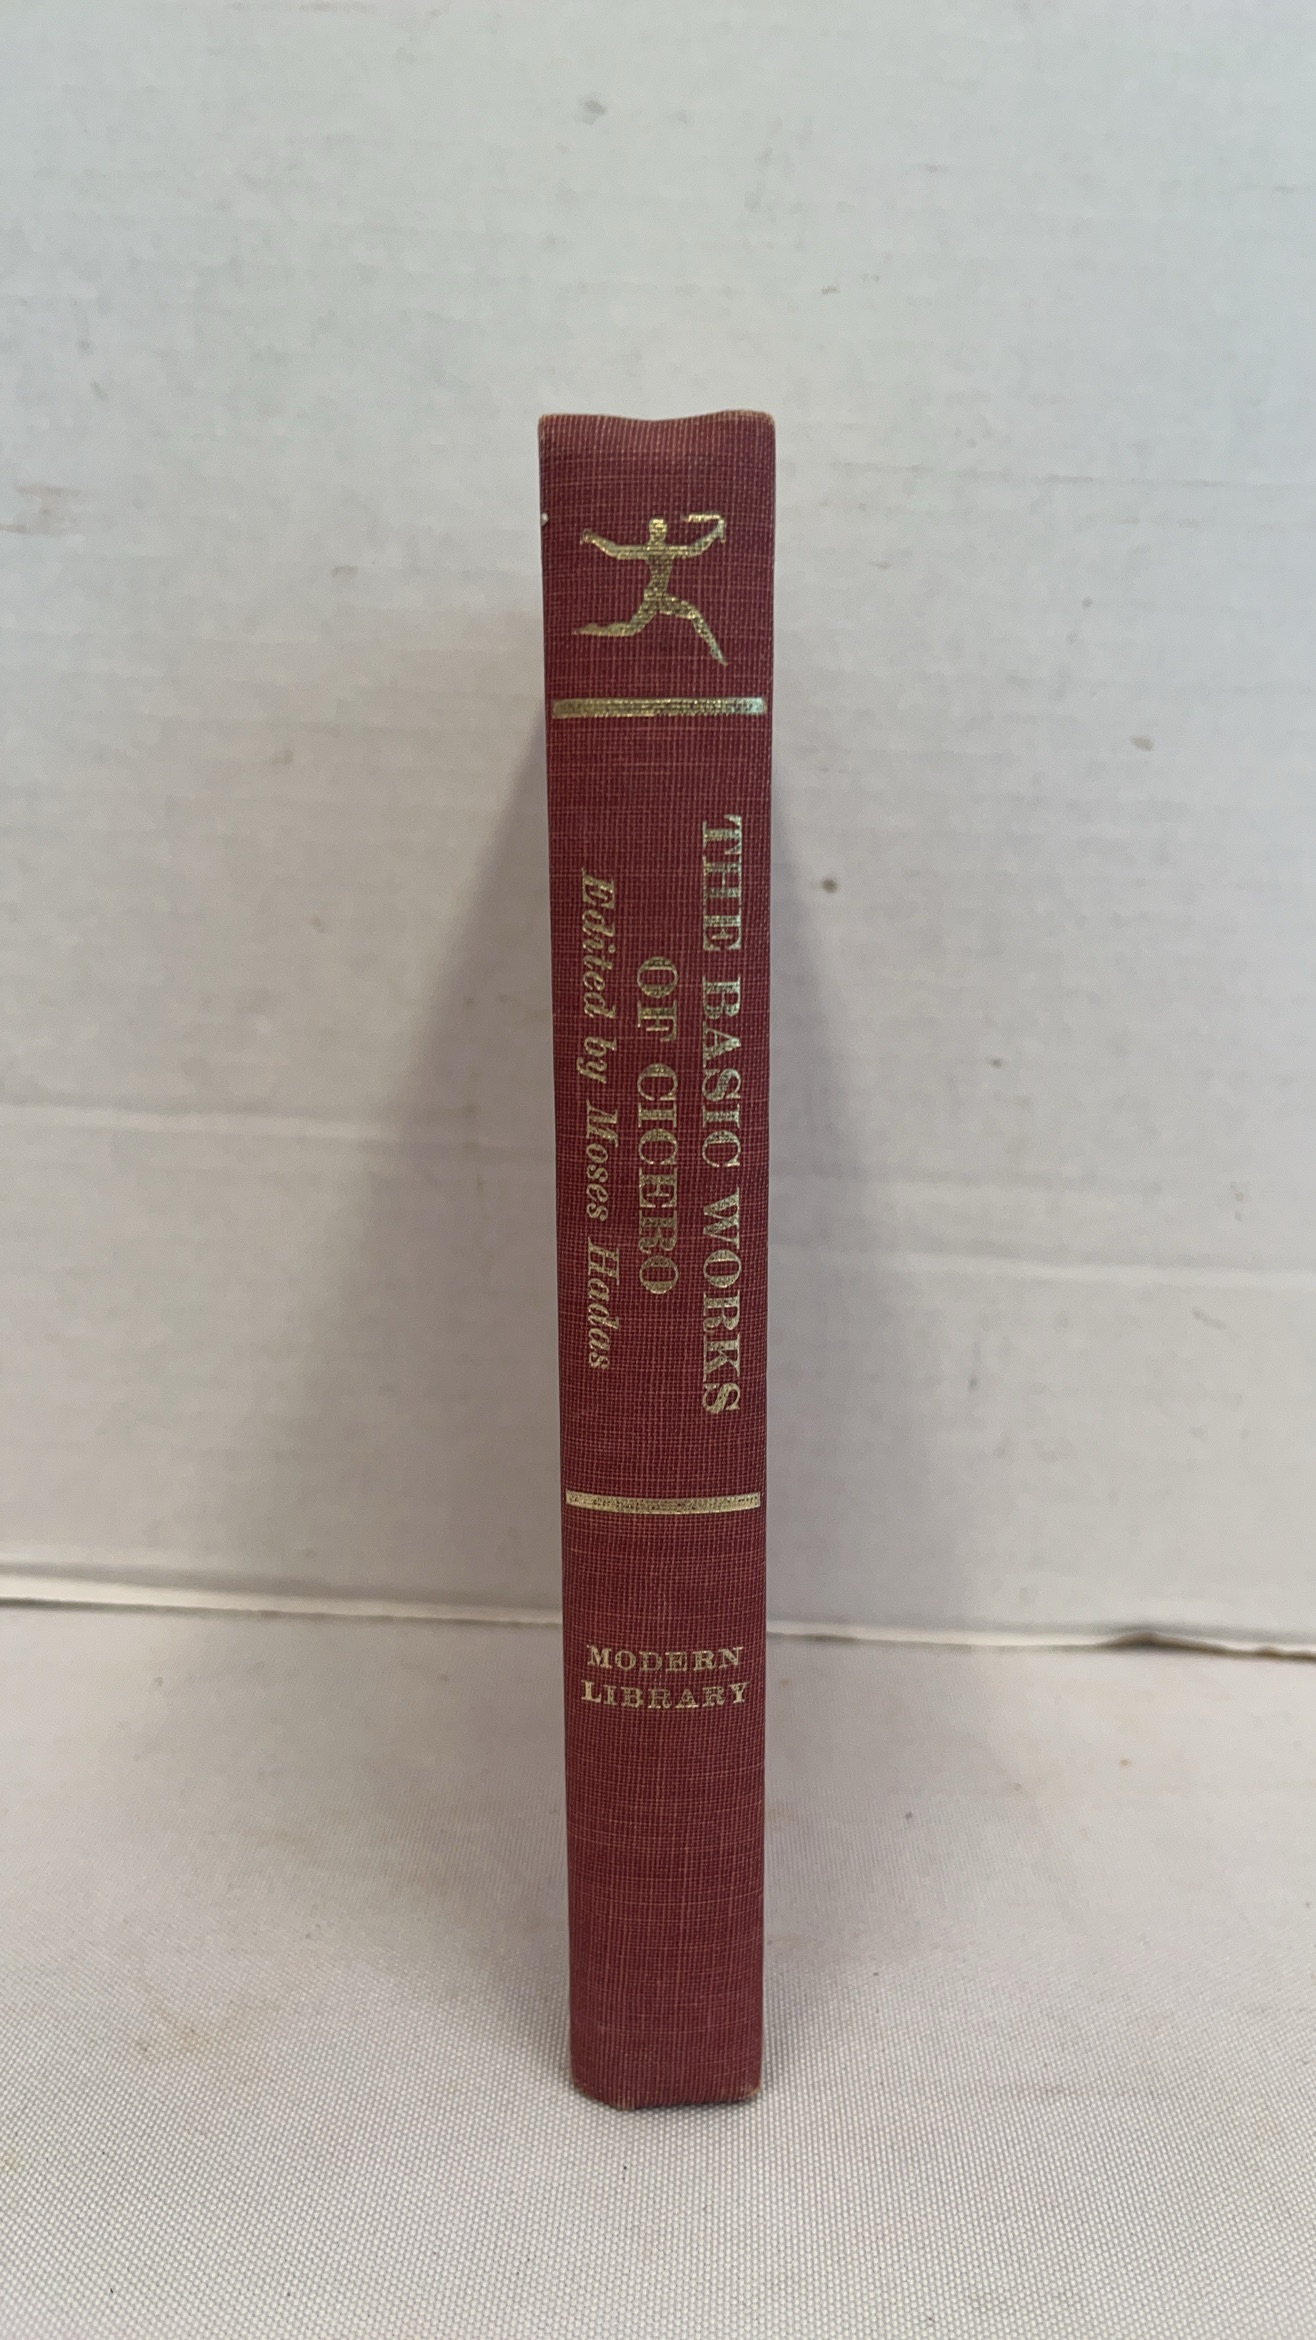 THE BASIC WORKS
OF CICERO
Edited by Moses Hadas
MODERN
LIBRARY